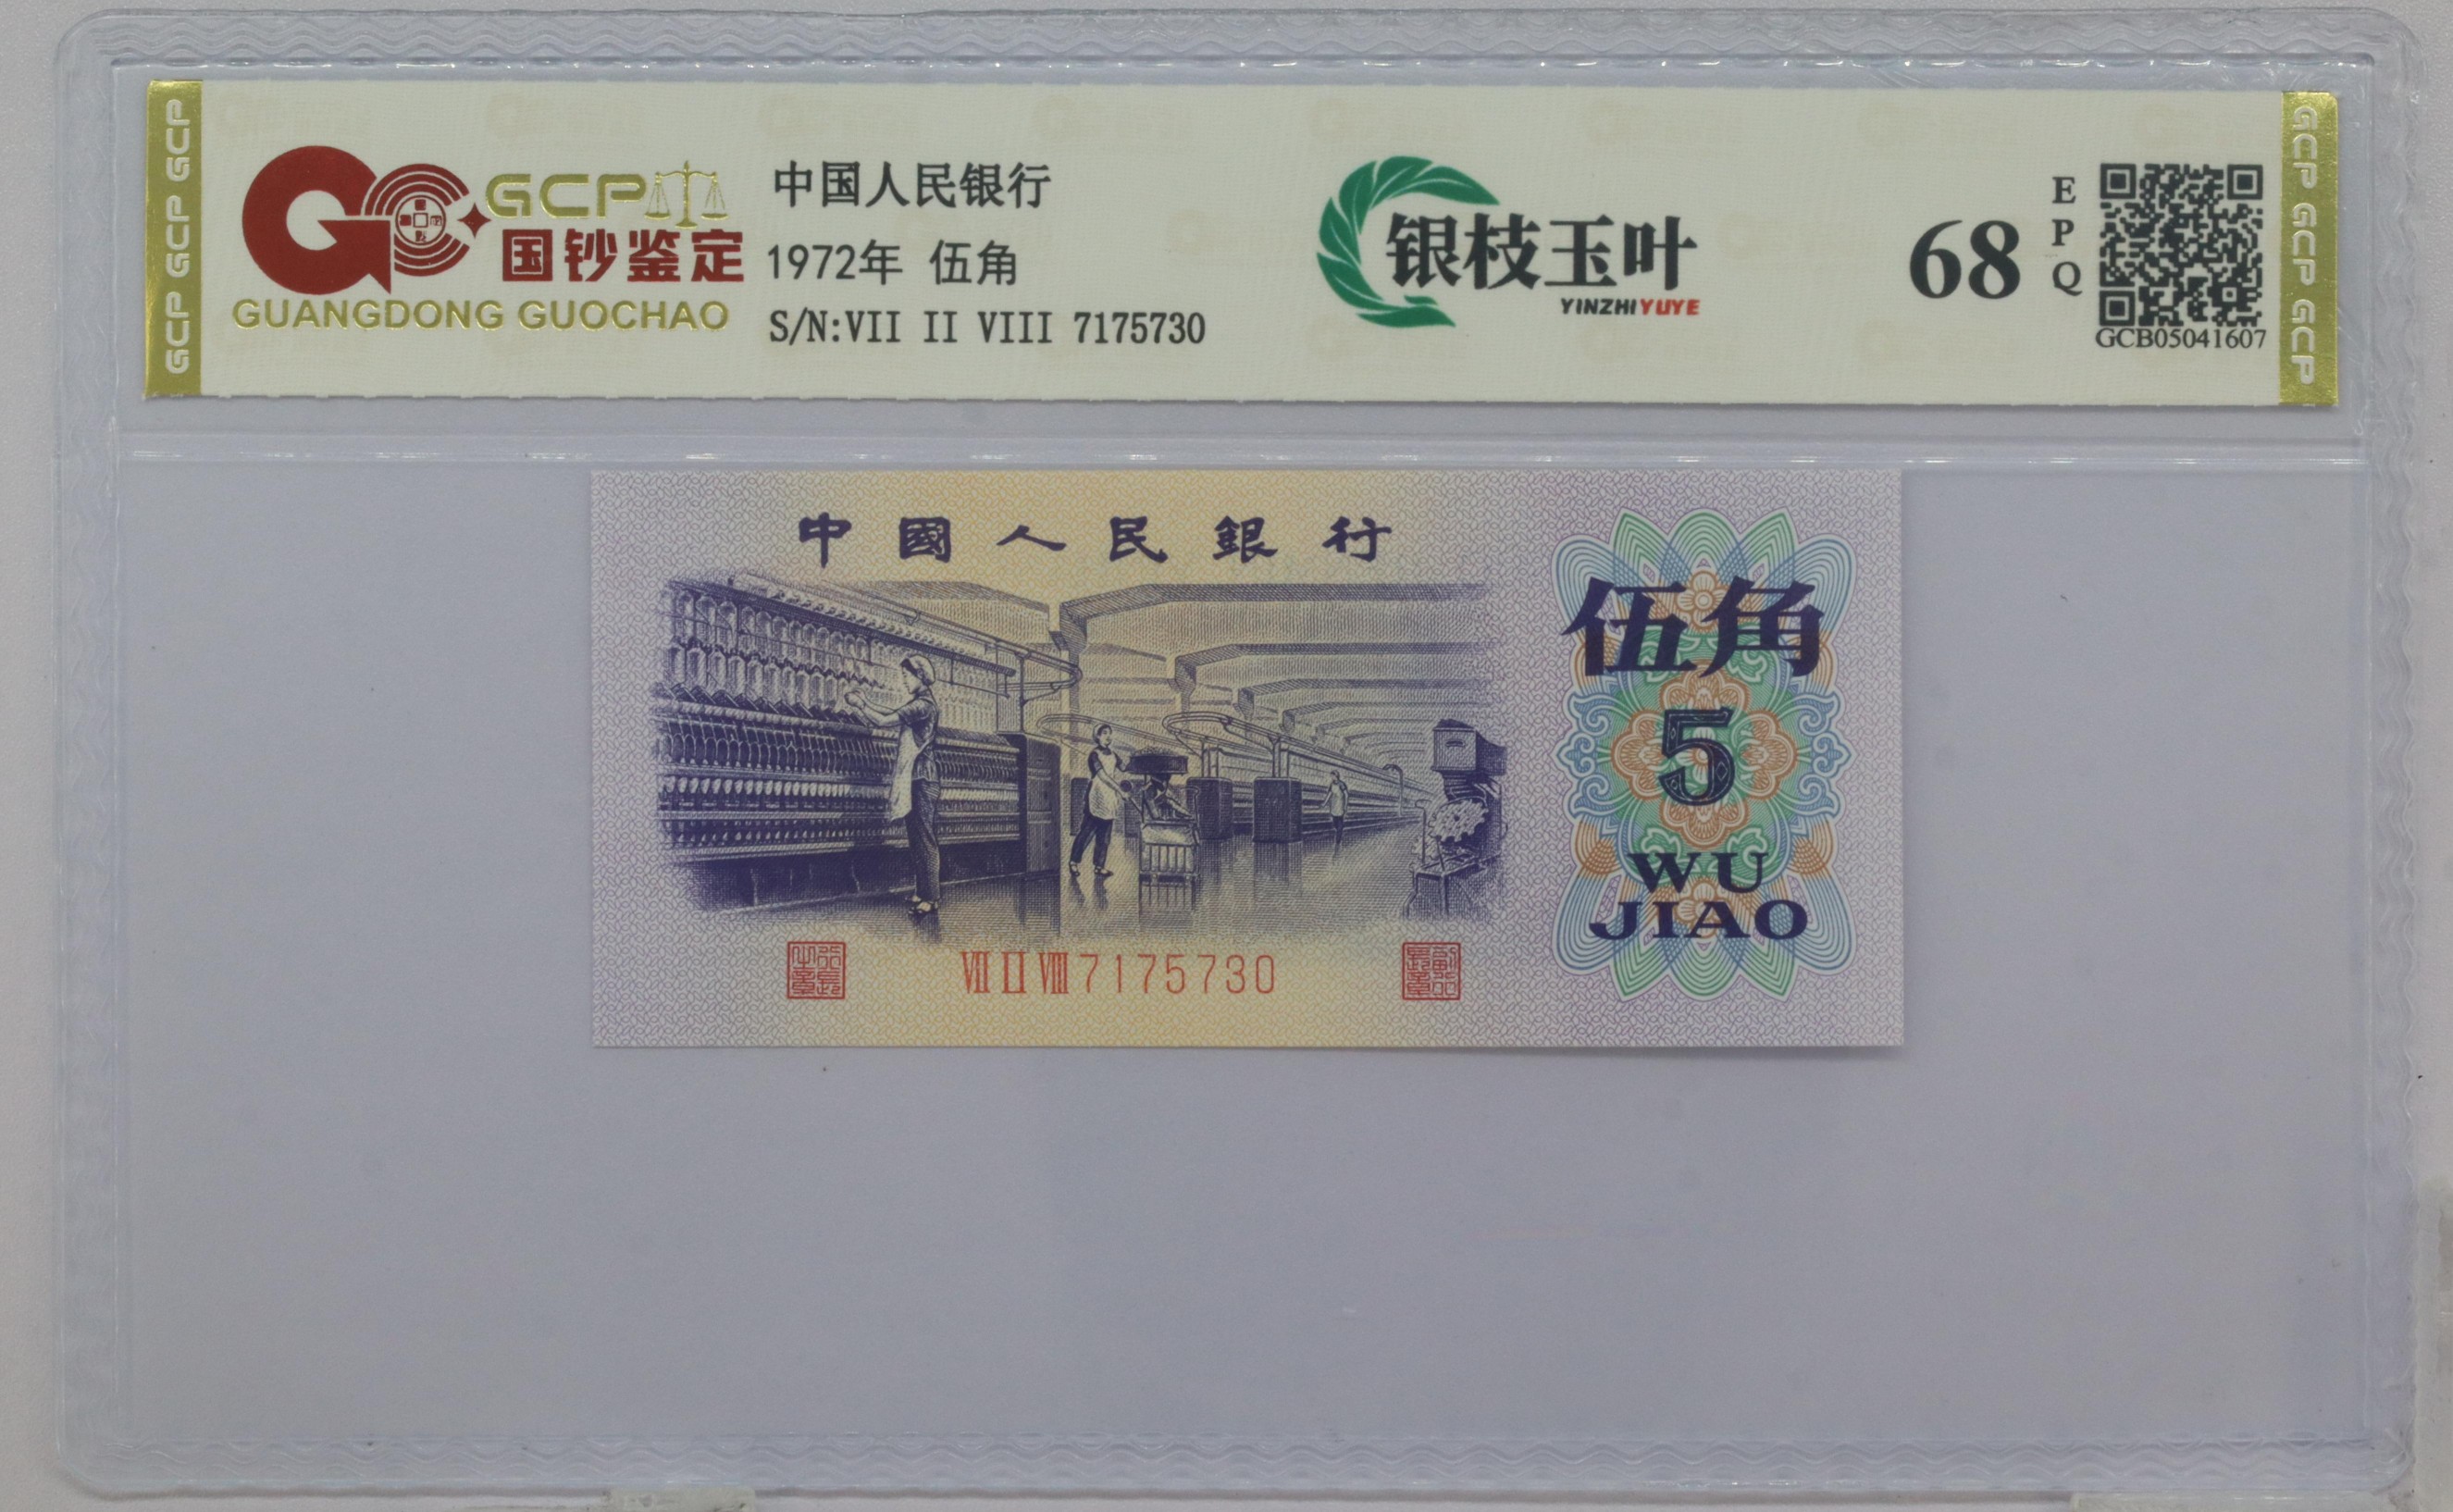 GCP GCP GCP
GCP
国钞鉴定
GUANGDONG GUOCHAO
中国人民银行
1972年 伍角
S/N:VII II VIII 7175730
银枝玉叶
YINZHIYUYE
68
EPQ
GCB05041607
GCP GCP GCP
中國人民銀行
伍角
5
WU
JIAO
VII II VIII 7175730